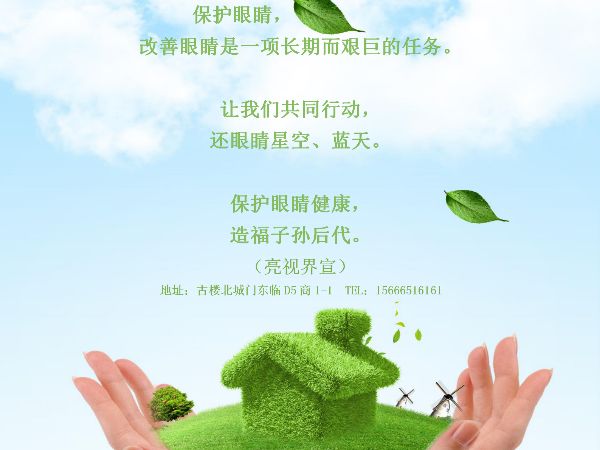 保护眼睛，
改善眼睛是一项长期而艰巨的任务。
让我们共同行动，
还眼睛星空、蓝天。
保护眼睛健康，
造福子孙后代。
（亮视界宣）
地址：古楼北城门东临D5商1-1 TEL：15666516161